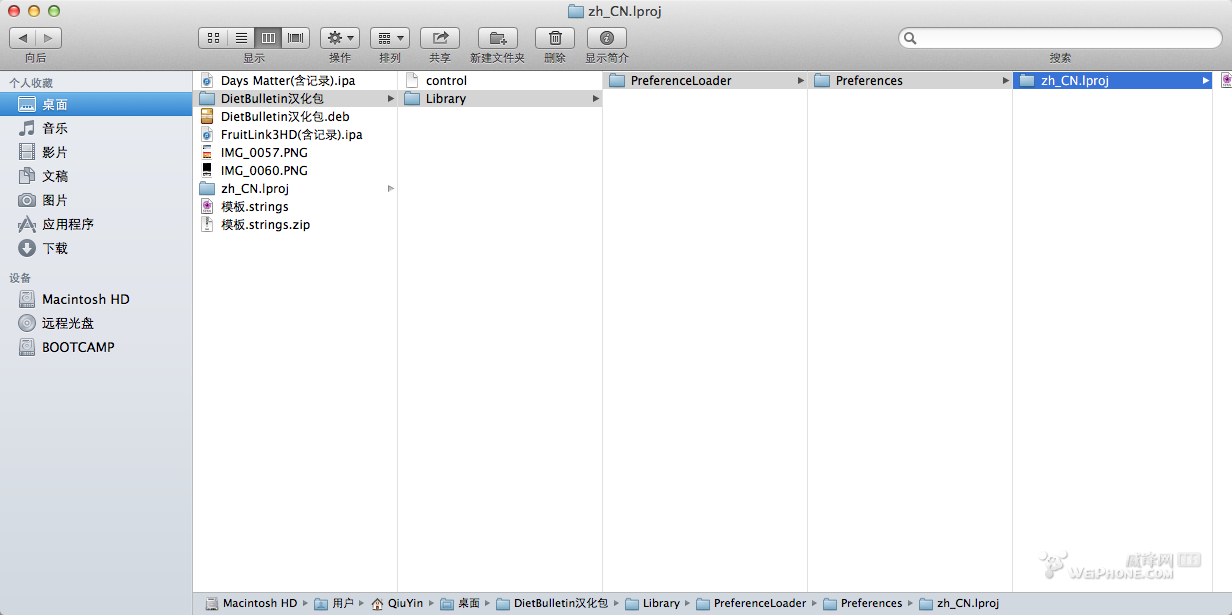 zh_CN.lproj
向后
显示
操作
排列
共享
新建文件夹
删除
显示简介
搜索
个人收藏
桌面
音乐
影片
文稿
图片
应用程序
下载
设备
Macintosh HD
远程光盘
BOOTCAMP
Days Matter(含记录).ipa
DietBulletin汉化包
DietBulletin汉化包.deb
FruitLink3HD(含记录).ipa
IMG_0057.PNG
IMG_0060.PNG
zh_CN.lproj
模板.strings
模板.strings.zip
control
Library
PreferenceLoader
Preferences
zh_CN.lproj
威锋网
WEIPHONE.COM
Macintosh HD 用户 QiuYin 桌面 DietBulletin汉化包 Library PreferenceLoader Preferences zh_CN.lproj